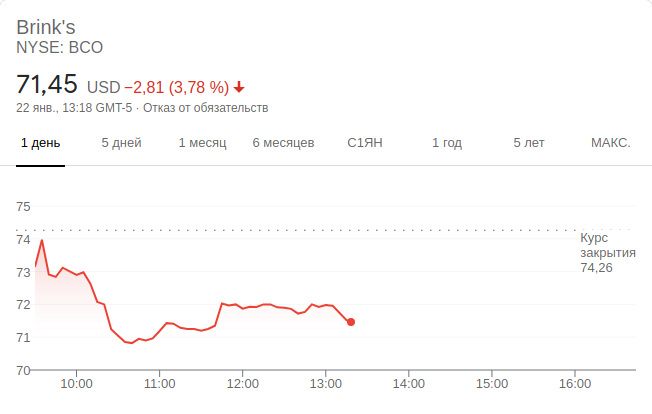 Brink's
NYSE: BCO
71,45 USD −2,81 (3,78 %)
22 янв., 13:18 GMT-5 · Отказ от обязательств
1 день 5 дней 1 месяц 6 месяцев С1ЯН 1 год 5 лет МАКС.
75
74
Курс
закрытия
73
74,26
72
71
70
10:00 11:00 12:00 13:00 14:00 15:00 16:00